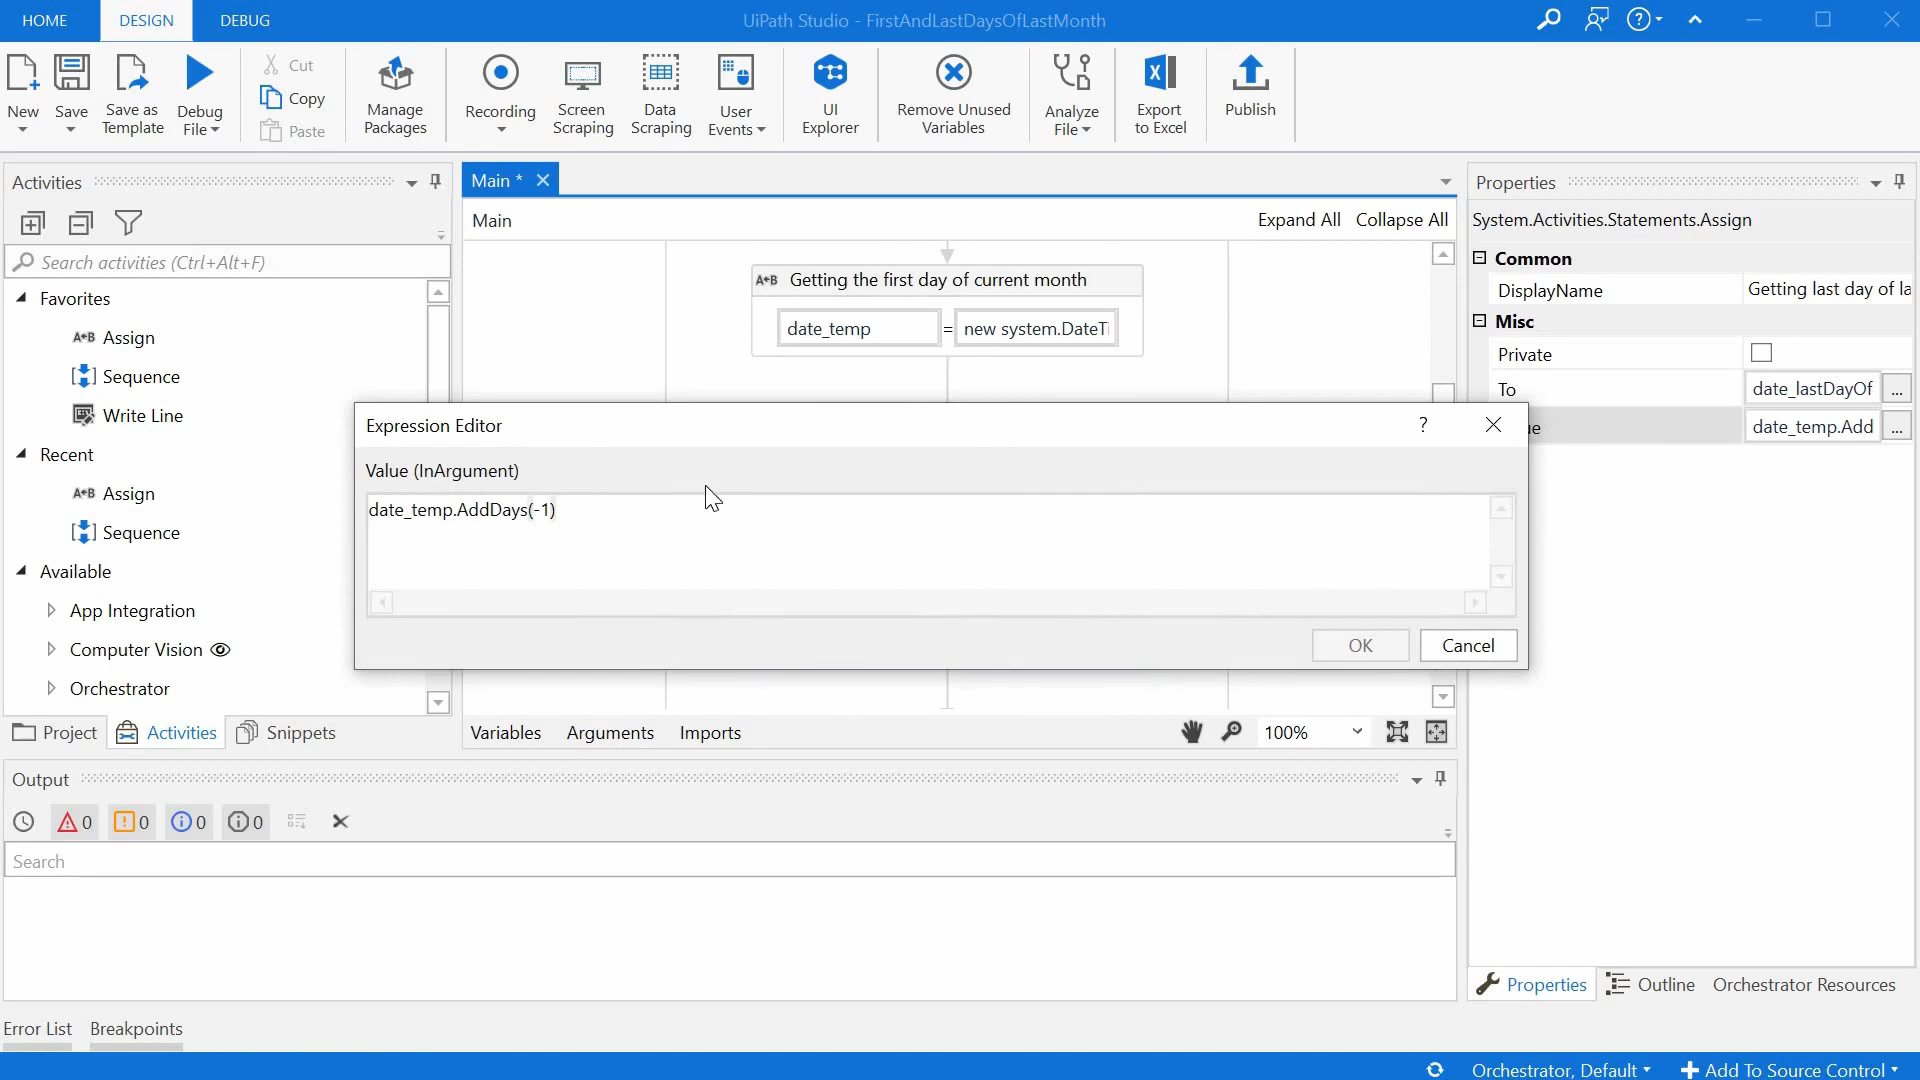 HOME DESIGN DEBUG UiPath Studio - FirstAndLastDaysOfLastMonth
New Save Save as Template Debug File Cut Copy Paste Manage Packages Recording Screen Scraping Data Scraping User Events UI Explorer Remove Unused Variables Analyze File Export to Excel Publish
Activities
Search activities (Ctrl+Alt+F)
Favorites
A+B Assign
Sequence
Write Line
Recent
A+B Assign
Sequence
Available
App Integration
Computer Vision
Orchestrator
Project Activities Snippets
Main *
Main Expand All Collapse All
A+B Getting the first day of current month
date_temp = new system.DateTi
Expression Editor ?
Value (InArgument)
date_temp.AddDays(-1)
OK Cancel
Variables Arguments Imports 100%
Properties
System.Activities.Statements.Assign
Common
DisplayName Getting last day of la
Misc
Private
To date_lastDayOf ...
ue date_temp.Add ...
Properties Outline Orchestrator Resources
Output
0 0 0 0
Search
Error List Breakpoints
Orchestrator, Default Add To Source Control